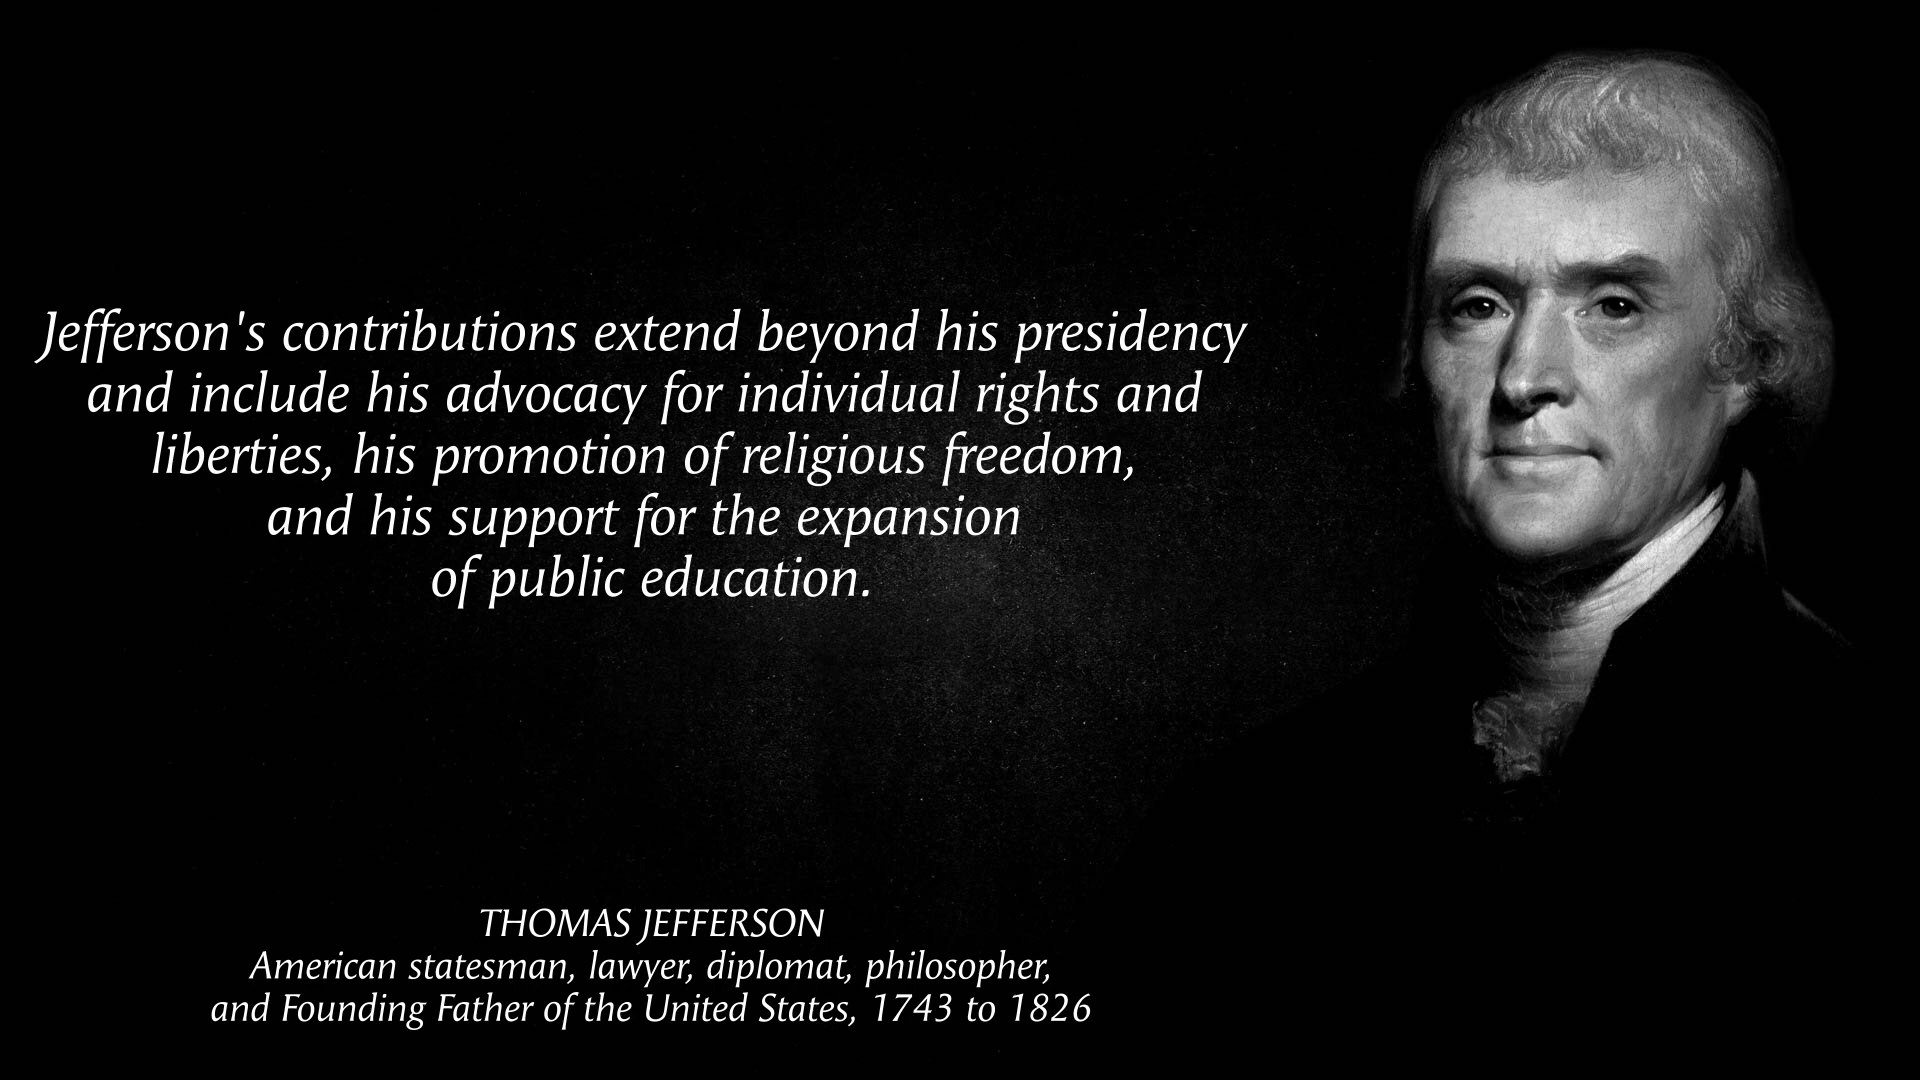 Jefferson's contributions extend beyond his presidency
and include his advocacy for individual rights and
liberties, his promotion of religious freedom,
and his support for the expansion
of public education.
THOMAS JEFFERSON
American statesman, lawyer, diplomat, philosopher,
and Founding Father of the United States, 1743 to 1826